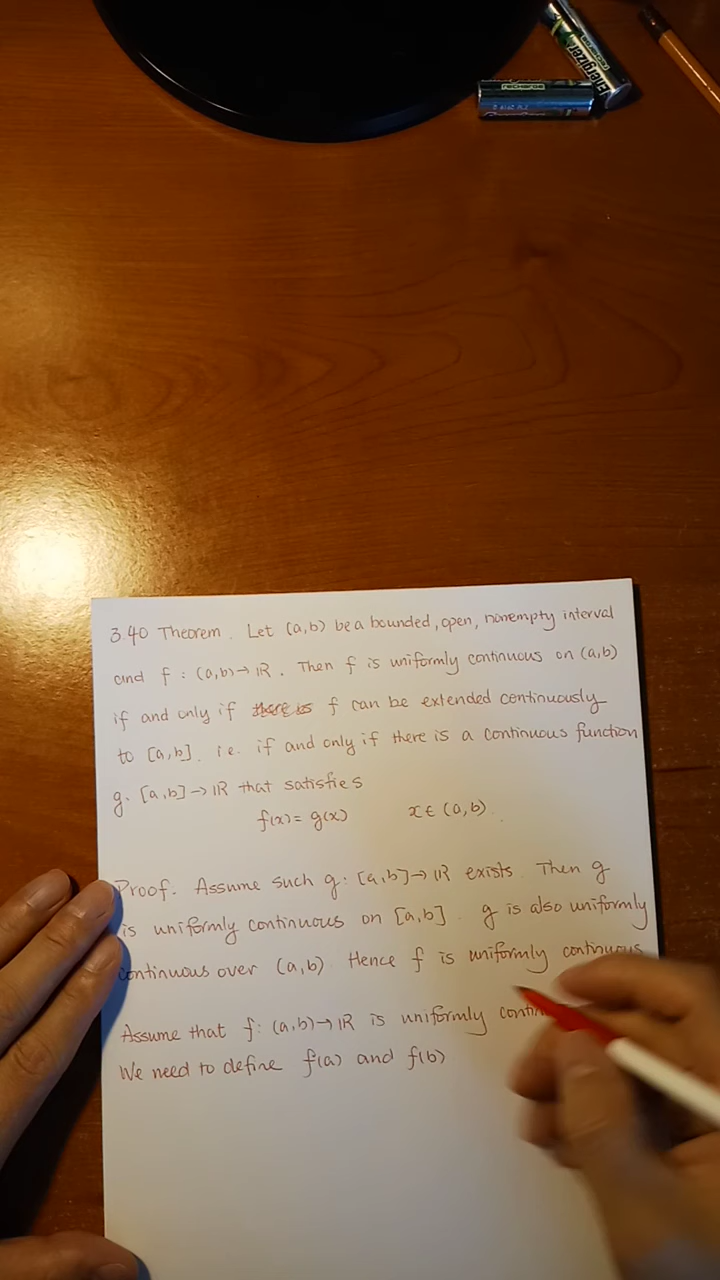 recharge
Energizer
recharge
3.40 Theorem. Let (a,b) be a bounded, open, nonempty interval
and f : (a,b) → ℝ. Then f is uniformly continuous on (a,b)
if and only if f can be extended continuously
to [a,b]. i.e. if and only if there is a continuous function
g: [a,b] → ℝ that satisfies
f(x) = g(x) x ∈ (a,b).
Proof. Assume such g: [a,b] → ℝ exists. Then g
is uniformly continuous on [a,b]. g is also uniformly
continuous over (a,b). Hence f is uniformly continuous
Assume that f: (a,b) → ℝ is uniformly
We need to define f(a) and f(b)